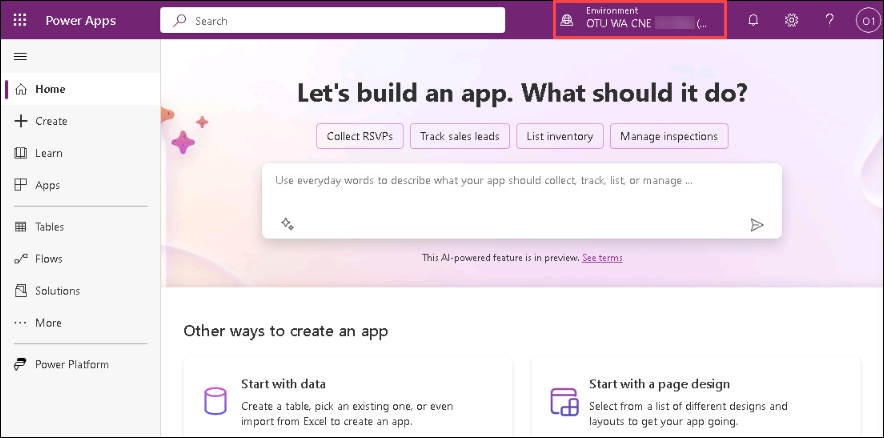 Power Apps
Search
Environment
OTU WA CNE (...
O1
Home
Create
Learn
Apps
Tables
Flows
Solutions
More
Power Platform
Let's build an app. What should it do?
Collect RSVPs
Track sales leads
List inventory
Manage inspections
Use everyday words to describe what your app should collect, track, list, or manage ...
This AI-powered feature is in preview. See terms
Other ways to create an app
Start with data
Create a table, pick an existing one, or even
import from Excel to create an app.
Start with a page design
Select from a list of different designs and
layouts to get your app going.